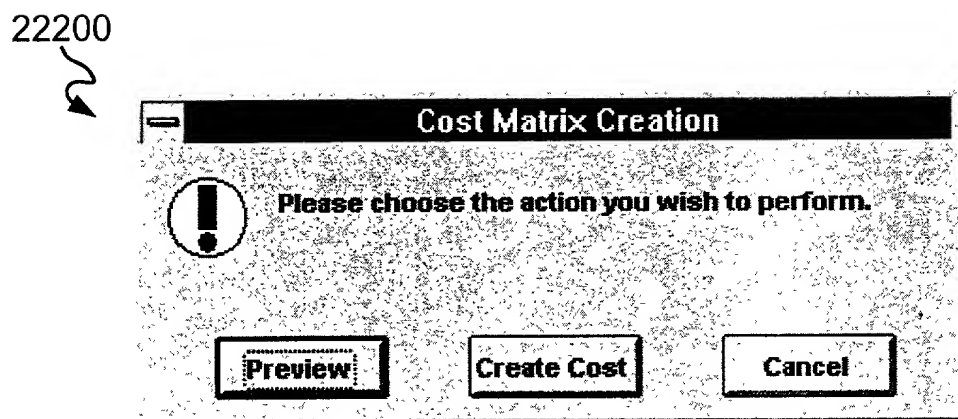 22200
Cost Matrix Creation
Please choose the action you wish to perform.
Preview Create Cost Cancel